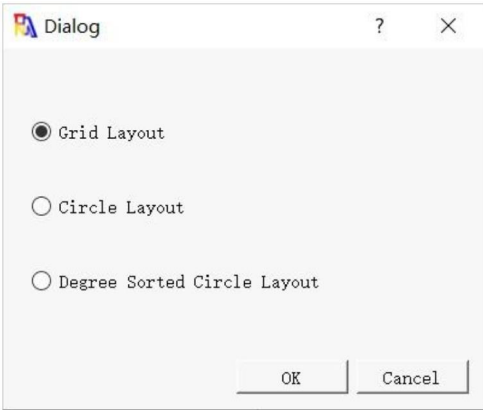 Dialog ?
Grid Layout
Circle Layout
Degree Sorted Circle Layout
OK Cancel